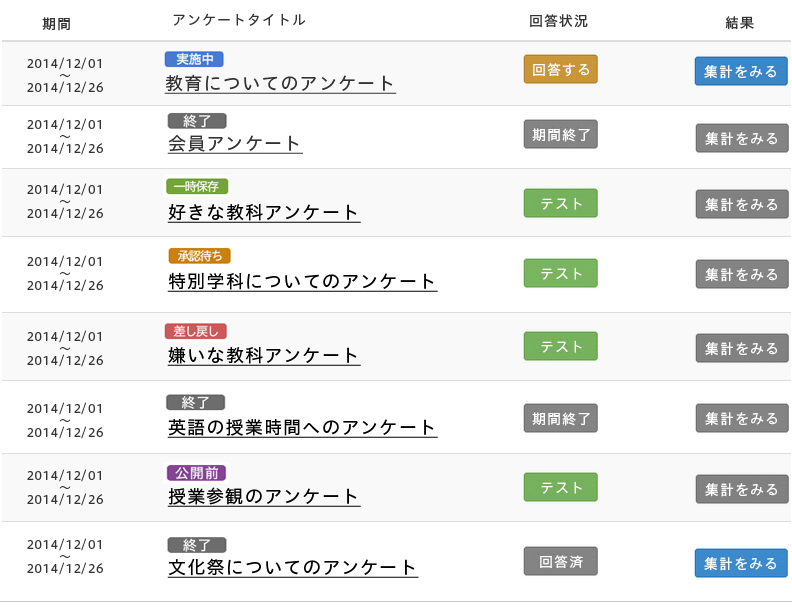 期間 アンケートタイトル 回答状況 結果
2014/12/01
～
2014/12/26
実施中
教育についてのアンケート
回答する
集計をみる
2014/12/01
～
2014/12/26
終了
会員アンケート
期間終了
集計をみる
2014/12/01
～
2014/12/26
一時保存
好きな教科アンケート
テスト
集計をみる
2014/12/01
～
2014/12/26
承認待ち
特別学科についてのアンケート
テスト
集計をみる
2014/12/01
～
2014/12/26
差し戻し
嫌いな教科アンケート
テスト
集計をみる
2014/12/01
～
2014/12/26
終了
英語の授業時間へのアンケート
期間終了
集計をみる
2014/12/01
～
2014/12/26
公開前
授業参観のアンケート
テスト
集計をみる
2014/12/01
～
2014/12/26
終了
文化祭についてのアンケート
回答済
集計をみる